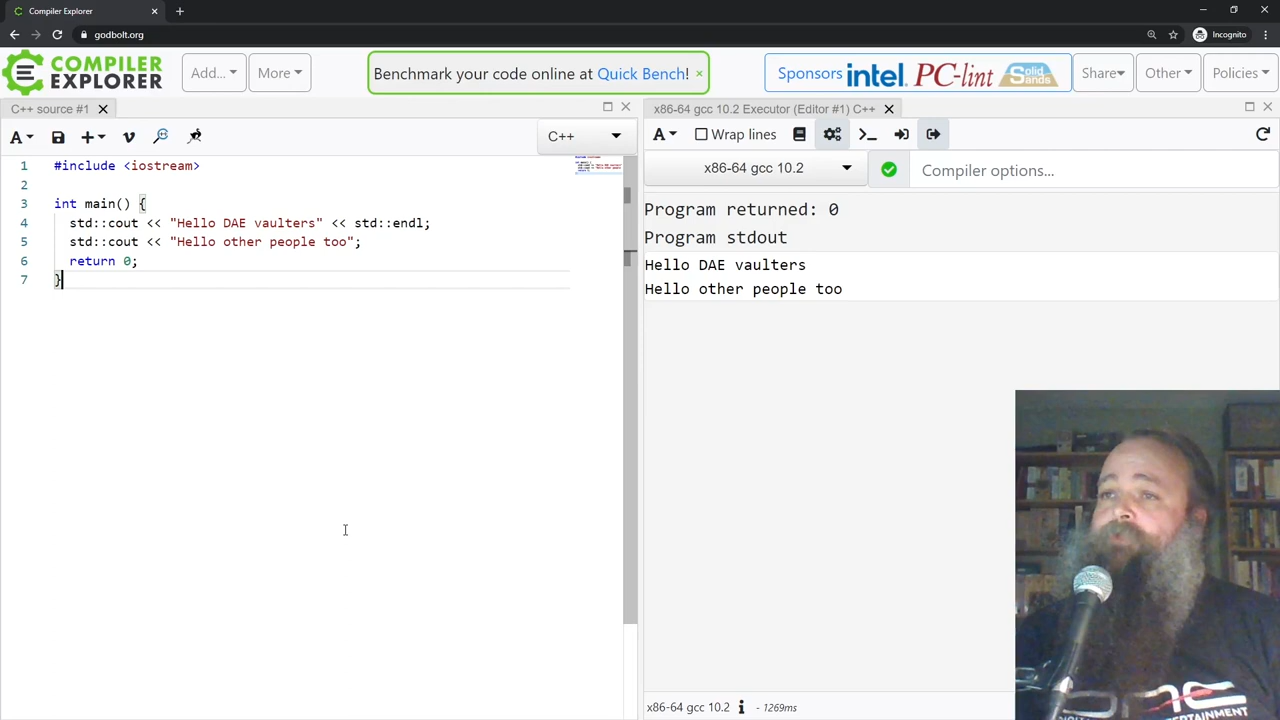 Compiler Explorer
godbolt.org
Incognito
COMPILER
EXPLORER
Add...
More
Benchmark your code online at Quick Bench! ×
Sponsors intel. PC-lint Solid Sands
Share
Other
Policies
C++ source #1
x86-64 gcc 10.2 Executor (Editor #1) C++
A
C++
A
Wrap lines
x86-64 gcc 10.2
Compiler options...
1 #include <iostream>
2
3 int main() {
4 std::cout << "Hello DAE vaulters" << std::endl;
5 std::cout << "Hello other people too";
6 return 0;
7 }
Program returned: 0
Program stdout
Hello DAE vaulters
Hello other people too
x86-64 gcc 10.2 i - 1269ms